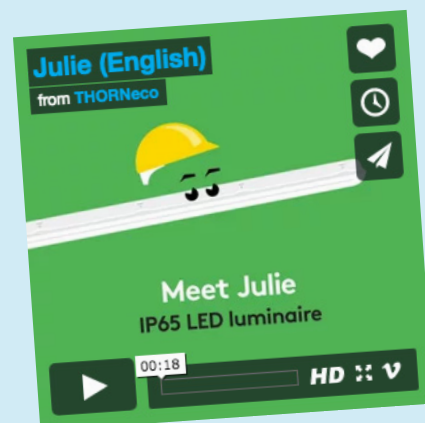 Julie (English)
from THORNeco
Meet Julie
IP65 LED luminaire
00:18
HD